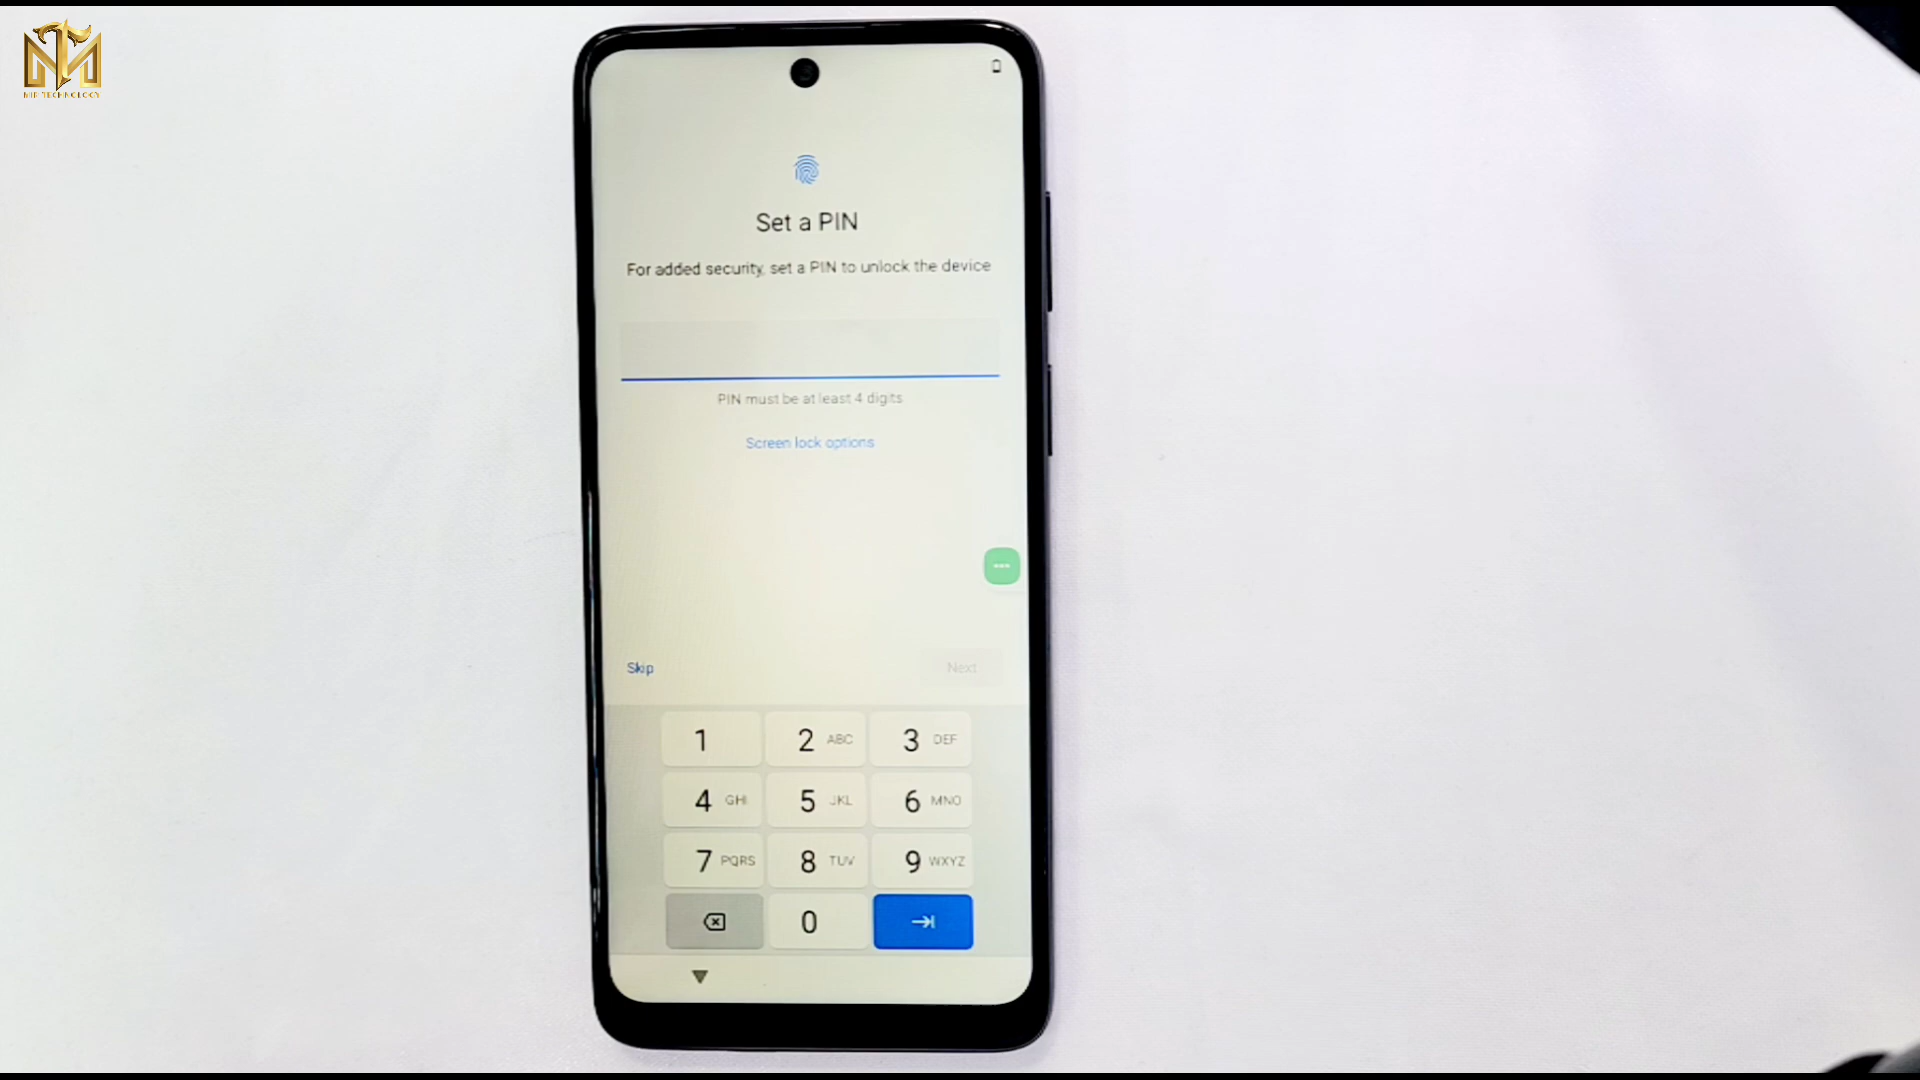 MIR TECHNOLOGY
Set a PIN
For added security, set a PIN to unlock the device
PIN must be at least 4 digits
Screen lock options
Skip
Next
1
2 ABC
3 DEF
4 GHI
5 JKL
6 MNO
7 PQRS
8 TUV
9 WXYZ
0